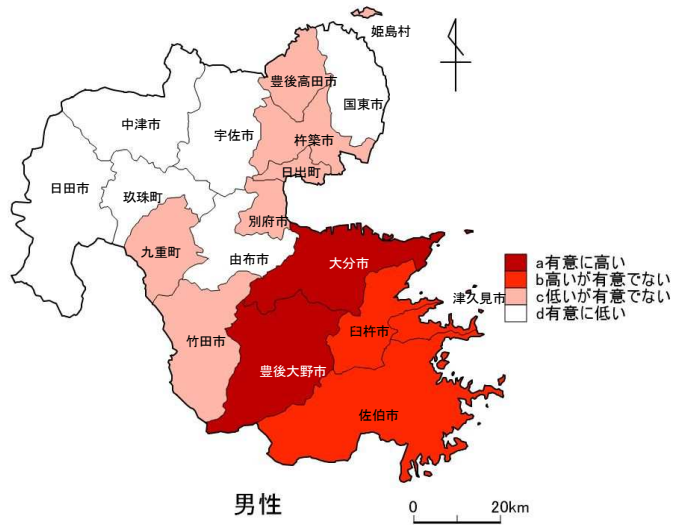 姫島村
豊後高田市
国東市
中津市
宇佐市
杵築市
日出町
日田市
玖珠町
別府市
九重町
由布市
大分市
a有意に高い
b高いが有意でない
c低いが有意でない
d有意に低い
津久見市
臼杵市
竹田市
豊後大野市
佐伯市
男性
0 20km